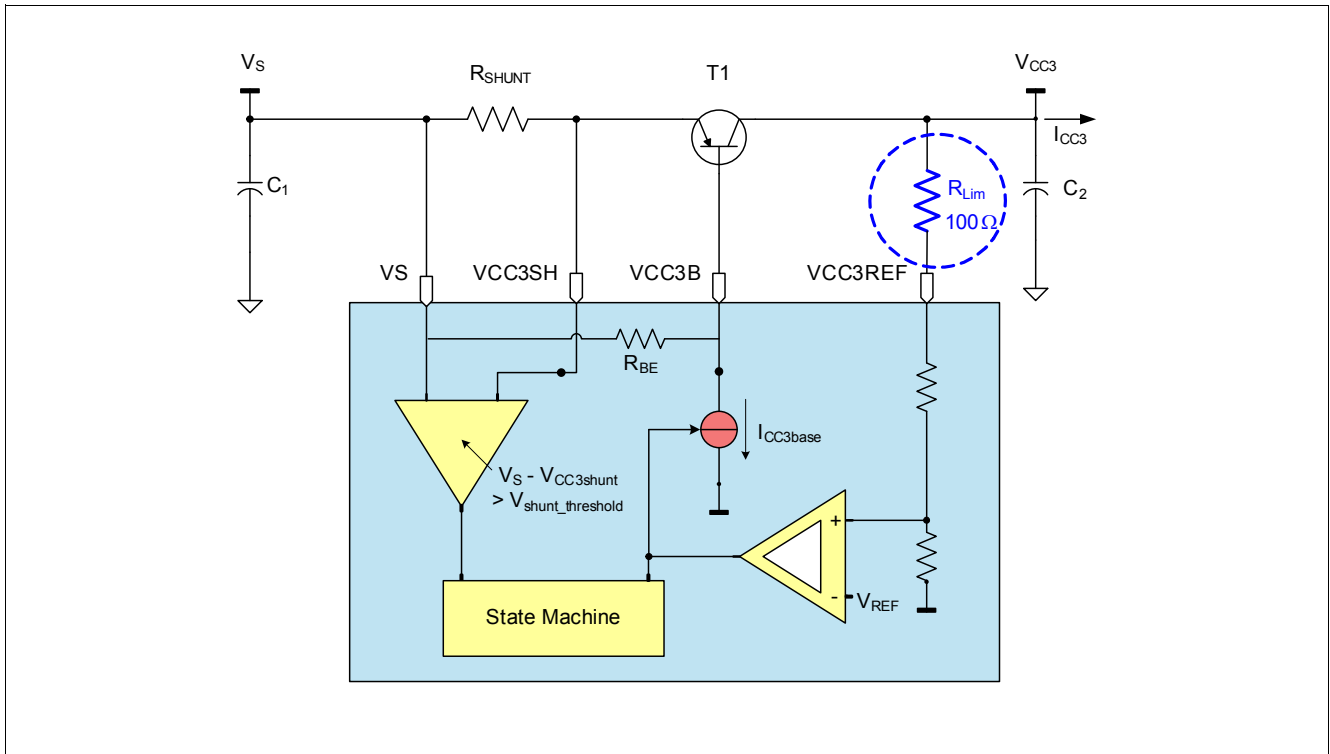 VS
RSHUNT
T1
VCC3
ICC3
C1
RLim
100 Ω
C2
VS
VCC3SH
VCC3B
VCC3REF
RBE
ICC3base
VS - VCC3shunt
> Vshunt_threshold
+
-
VREF
State Machine